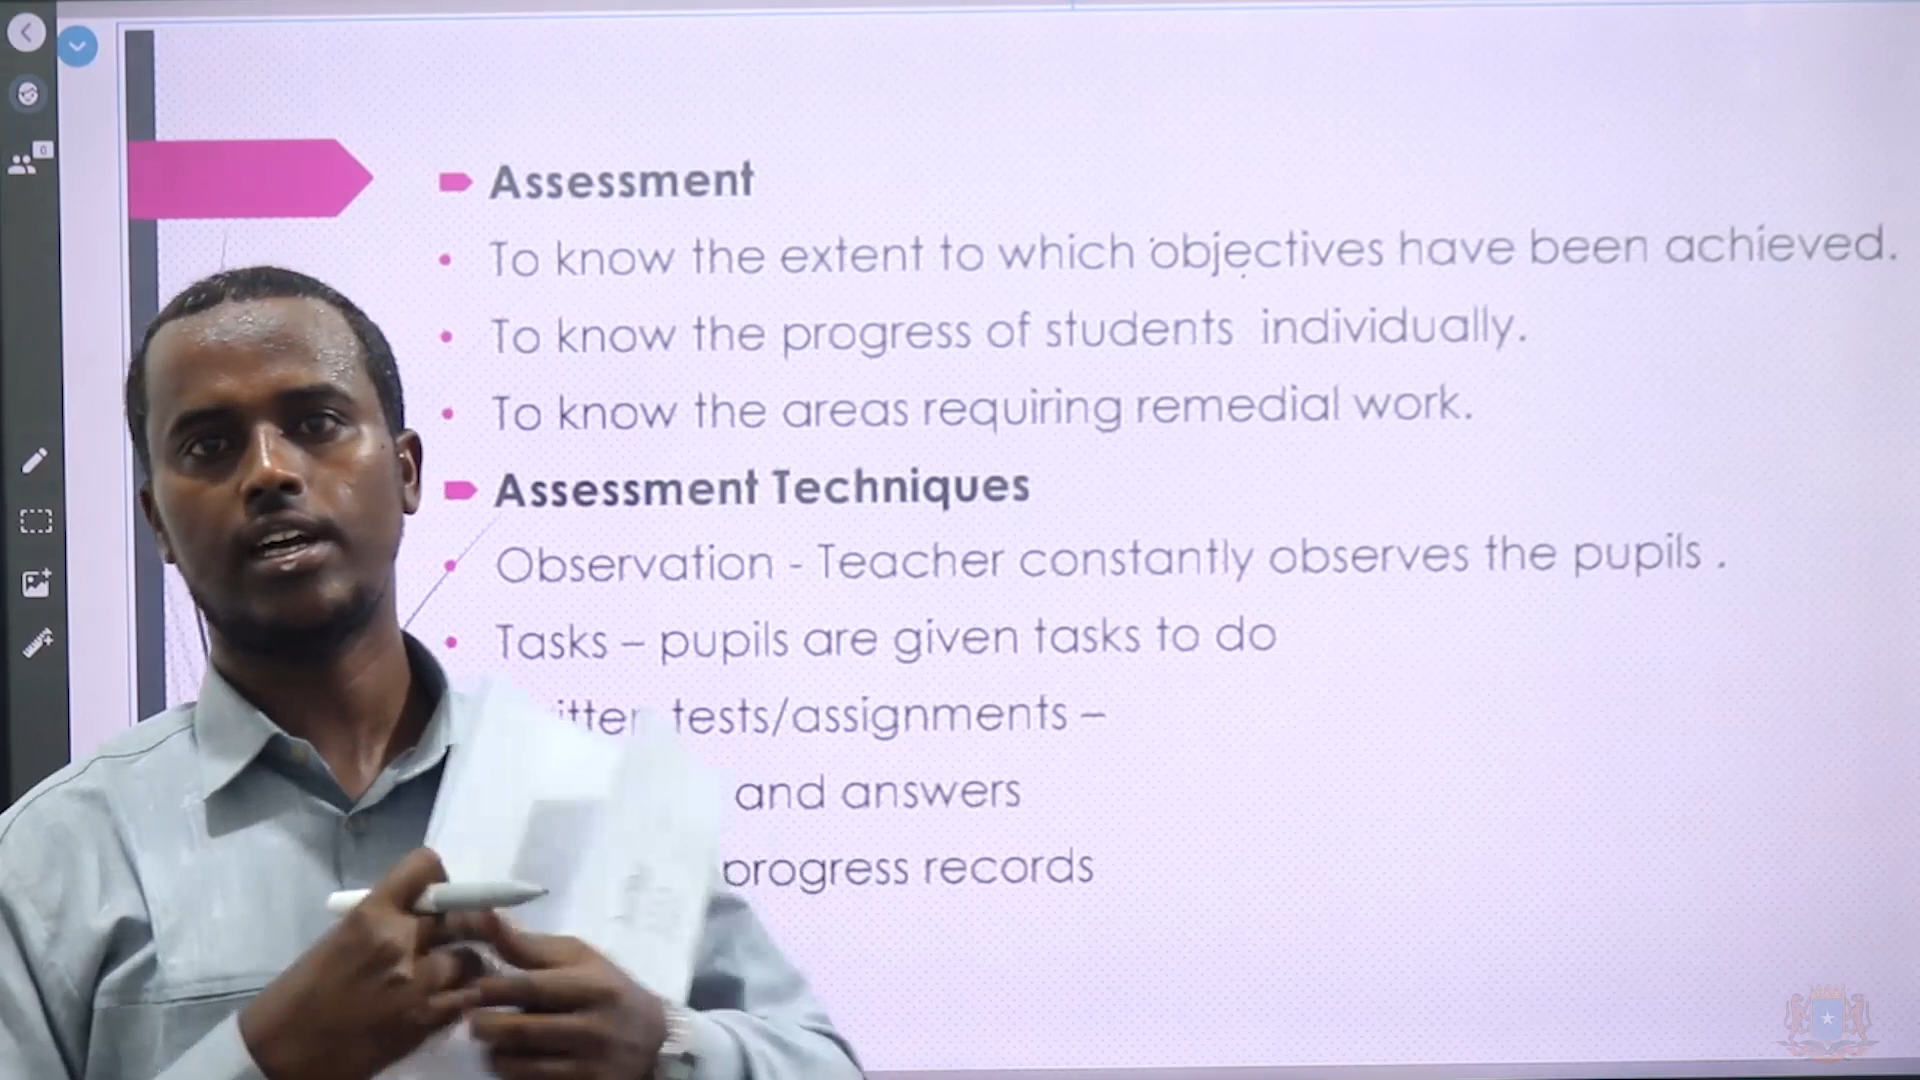 Assessment
To know the extent to which objectives have been achieved.
To know the progress of students individually.
To know the areas requiring remedial work.
Assessment Techniques
Observation - Teacher constantly observes the pupils .
Tasks – pupils are given tasks to do
tests/assignments –
and answers
progress records
0